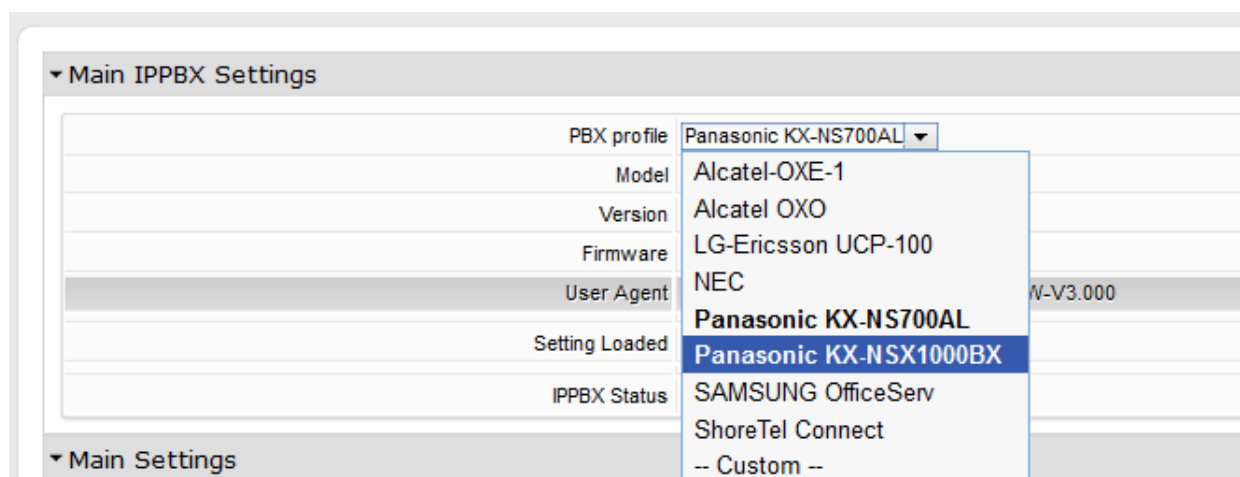 Main IPPBX Settings
PBX profile Panasonic KX-NS700AL
Model Alcatel-OXE-1
Version Alcatel OXO
Firmware LG-Ericsson UCP-100
NEC
User Agent W-V3.000
Panasonic KX-NS700AL
Setting Loaded Panasonic KX-NSX1000BX
IPPBX Status SAMSUNG OfficeServ
ShoreTel Connect
Main Settings -- Custom --